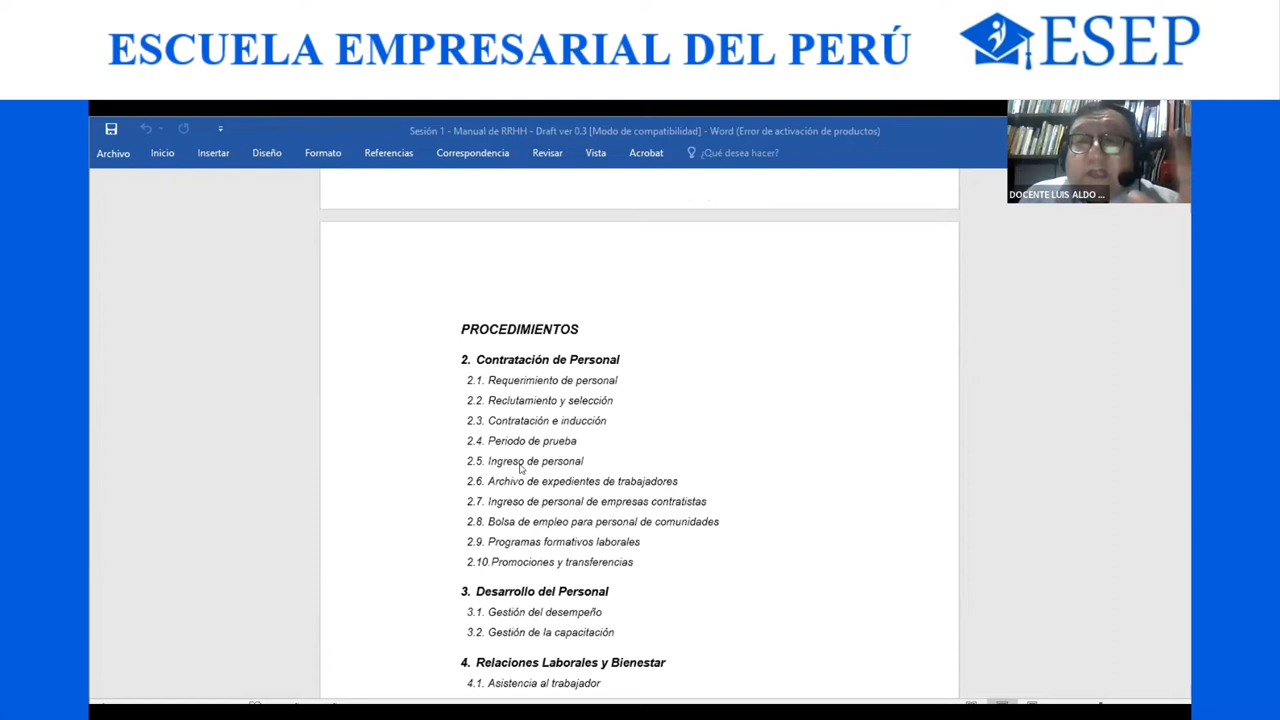 ESCUELA EMPRESARIAL DEL PERÚ
ESEP
Sesión 1 - Manual de RRHH - Draft ver 0.3 [Modo de compatibilidad] - Word (Error de activación de productos)
Archivo Inicio Insertar Diseño Formato Referencias Correspondencia Revisar Vista Acrobat ¿Qué desea hacer?
DOCENTE LUIS ALDO ...
PROCEDIMIENTOS
2. Contratación de Personal
2.1. Requerimiento de personal
2.2. Reclutamiento y selección
2.3. Contratación e inducción
2.4. Periodo de prueba
2.5. Ingreso de personal
2.6. Archivo de expedientes de trabajadores
2.7. Ingreso de personal de empresas contratistas
2.8. Bolsa de empleo para personal de comunidades
2.9. Programas formativos laborales
2.10. Promociones y transferencias
3. Desarrollo del Personal
3.1. Gestión del desempeño
3.2. Gestión de la capacitación
4. Relaciones Laborales y Bienestar
4.1. Asistencia al trabajador